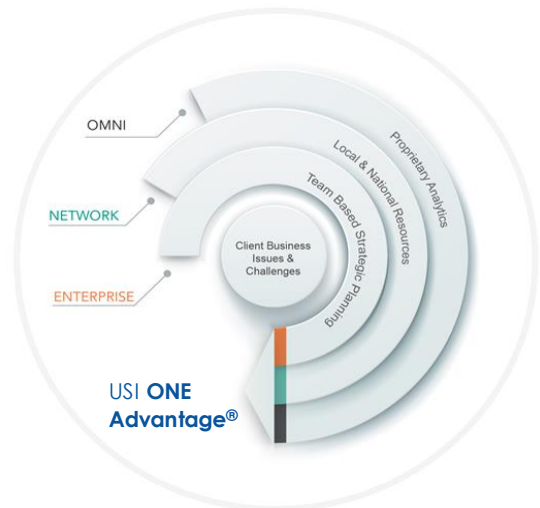 OMNI
NETWORK
ENTERPRISE
Proprietary Analytics
Local & National Resources
Team Based Strategic Planning
Client Business
Issues &
Challenges
USI ONE
Advantage®